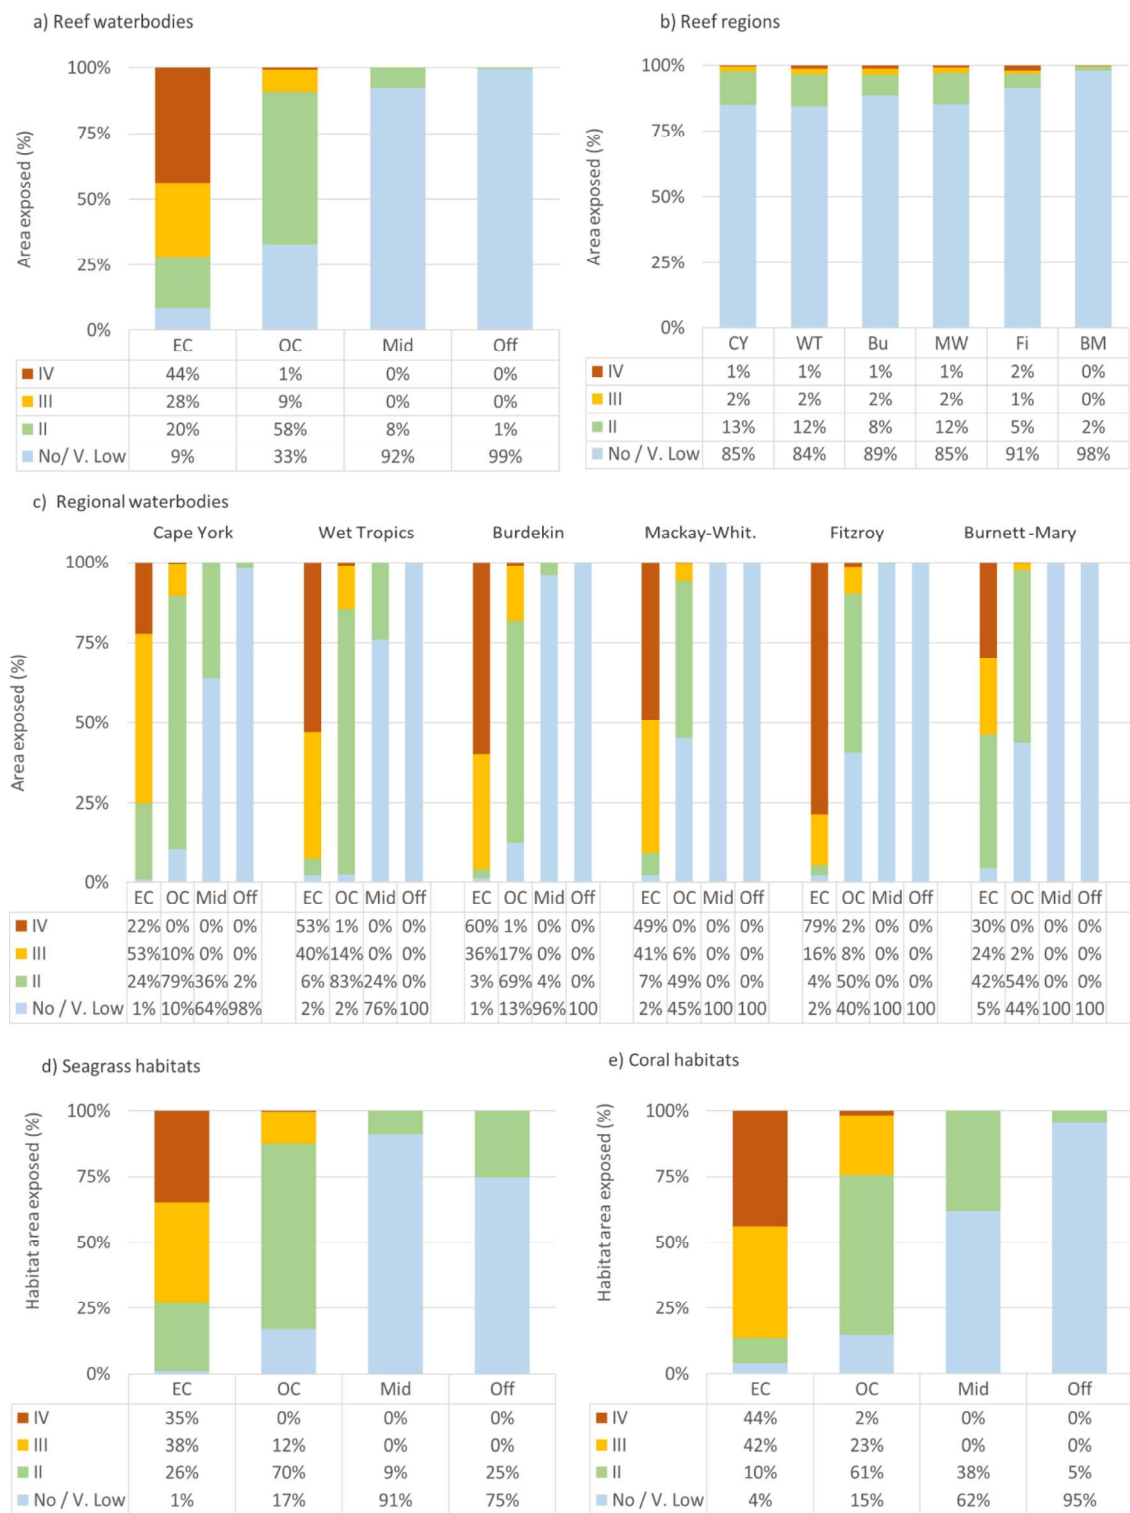 a) Reef waterbodies
b) Reef regions
100%
75%
50%
25%
0%
Area exposed (%)
EC OC Mid Off
IV 44% 1% 0% 0%
III 28% 9% 0% 0%
II 20% 58% 8% 1%
No/ V. Low 9% 33% 92% 99%
100%
75%
50%
25%
0%
Area exposed (%)
CY WT Bu MW Fi BM
IV 1% 1% 1% 1% 2% 0%
III 2% 2% 2% 2% 1% 0%
II 13% 12% 8% 12% 5% 2%
No / V. Low 85% 84% 89% 85% 91% 98%
c) Regional waterbodies
Cape York Wet Tropics Burdekin Mackay-Whit. Fitzroy Burnett -Mary
100%
75%
50%
25%
0%
Area exposed (%)
EC OC Mid Off EC OC Mid Off EC OC Mid Off EC OC Mid Off EC OC Mid Off EC OC Mid Off
IV 22% 0% 0% 0% 53% 1% 0% 0% 60% 1% 0% 0% 49% 0% 0% 0% 79% 2% 0% 0% 30% 0% 0% 0%
III 53% 10% 0% 0% 40% 14% 0% 0% 36% 17% 0% 0% 41% 6% 0% 0% 16% 8% 0% 0% 24% 2% 0% 0%
II 24% 79% 36% 2% 6% 83% 24% 0% 3% 69% 4% 0% 7% 49% 0% 0% 4% 50% 0% 0% 42% 54% 0% 0%
No / V. Low 1% 10% 64% 98% 2% 2% 76% 100 1% 13% 96% 100 2% 45% 100 100 2% 40% 100 100 5% 44% 100 100
d) Seagrass habitats
e) Coral habitats
100%
75%
50%
25%
0%
Habitat area exposed (%)
EC OC Mid Off
IV 35% 0% 0% 0%
III 38% 12% 0% 0%
II 26% 70% 9% 25%
No / V. Low 1% 17% 91% 75%
100%
75%
50%
25%
0%
Habitat area exposed (%)
EC OC Mid Off
IV 44% 2% 0% 0%
III 42% 23% 0% 0%
II 10% 61% 38% 5%
No / V. Low 4% 15% 62% 95%